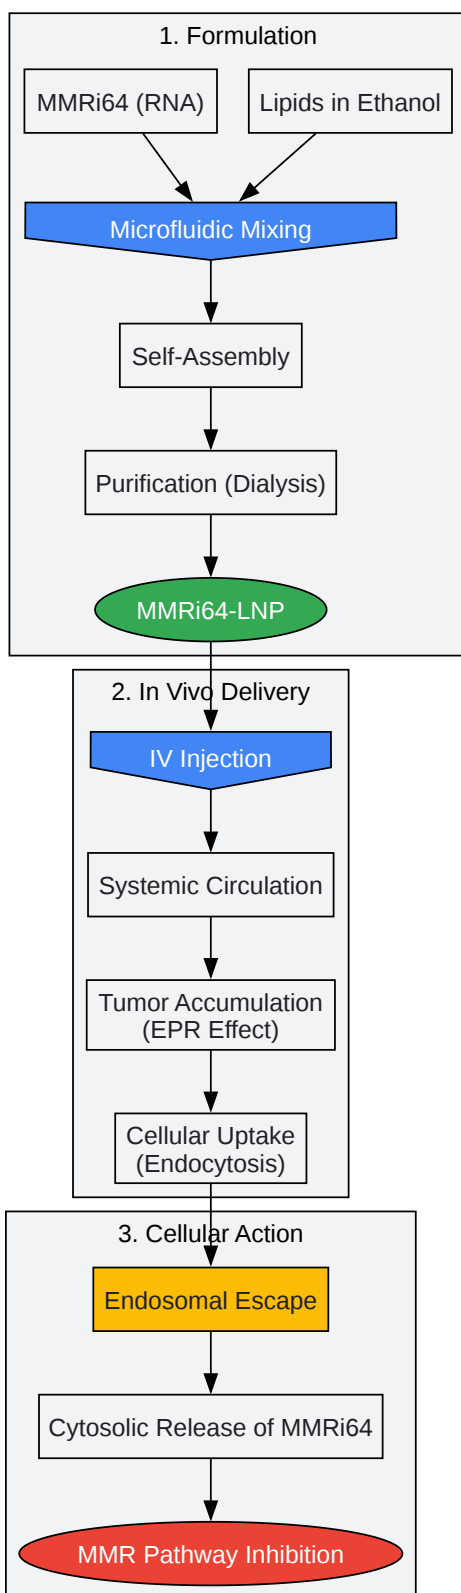 1. Formulation
MMRi64 (RNA)
Lipids in Ethanol
Microfluidic Mixing
Self-Assembly
Purification (Dialysis)
MMRi64-LNP
2. In Vivo Delivery
IV Injection
Systemic Circulation
Tumor Accumulation
(EPR Effect)
Cellular Uptake
(Endocytosis)
3. Cellular Action
Endosomal Escape
Cytosolic Release of MMRi64
MMR Pathway Inhibition